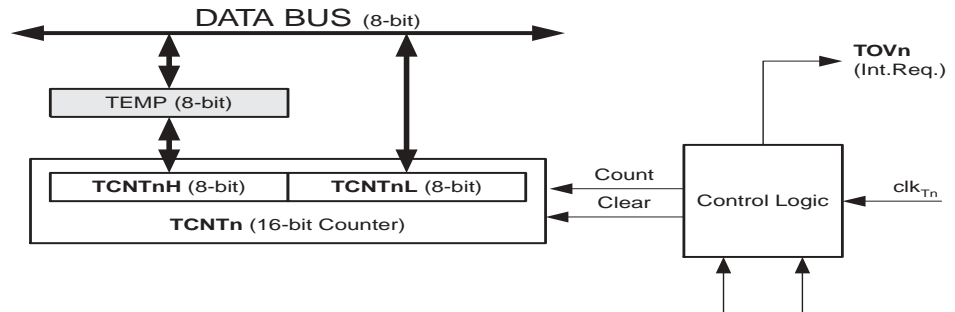 DATA BUS (8-bit)
TOVn
(Int.Req.)
TEMP (8-bit)
TCNTnH (8-bit) TCNTnL (8-bit)
TCNTn (16-bit Counter)
Count
Clear
Control Logic
clkTn